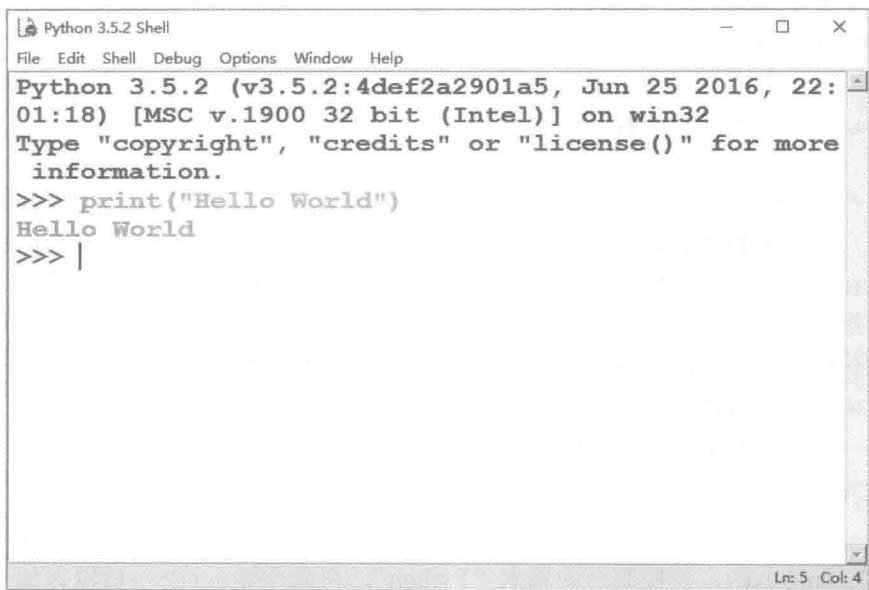 Python 3.5.2 Shell
File Edit Shell Debug Options Window Help
Python 3.5.2 (v3.5.2:4def2a2901a5, Jun 25 2016, 22:
01:18) [MSC v.1900 32 bit (Intel)] on win32
Type "copyright", "credits" or "license()" for more
 information.
>>> print("Hello World")
Hello World
>>>
Ln: 5 Col: 4